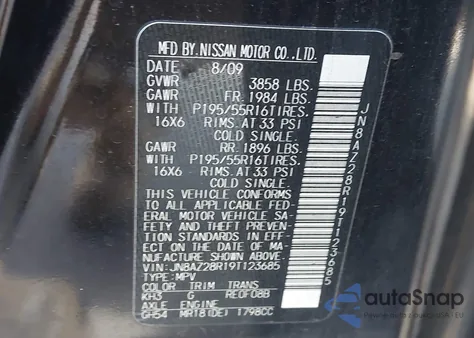 MFD BY.NISSAN MOTOR CO.,LTD.
DATE 8/09
GVWR 3858 LBS.
GAWR FR. 1984 LBS.
WITH P195/55R16TIRES.
16X6 RIMS.AT 33 PSI
COLD SINGLE.
GAWR RR. 1896 LBS.
WITH P195/55R16TIRES.
16X6 RIMS.AT 33 PSI
COLD SINGLE.
THIS VEHICLE CONFORMS
TO ALL APPLICABLE FED-
ERAL MOTOR VEHICLE SA-
FETY AND THEFT PREVEN-
TION STANDARDS IN EFF-
ECT ON THE DATE OF MA-
NUFACTURE SHOWN ABOVE.
VIN:JN8AZ28R19T123685
TYPE:MPV
COLOR TRIM TRANS
KH3 G RE0F08B
AXLE ENGINE
GH54 MR18(DE) 1798CC
JN8AZ28R19T123685
autoSnap